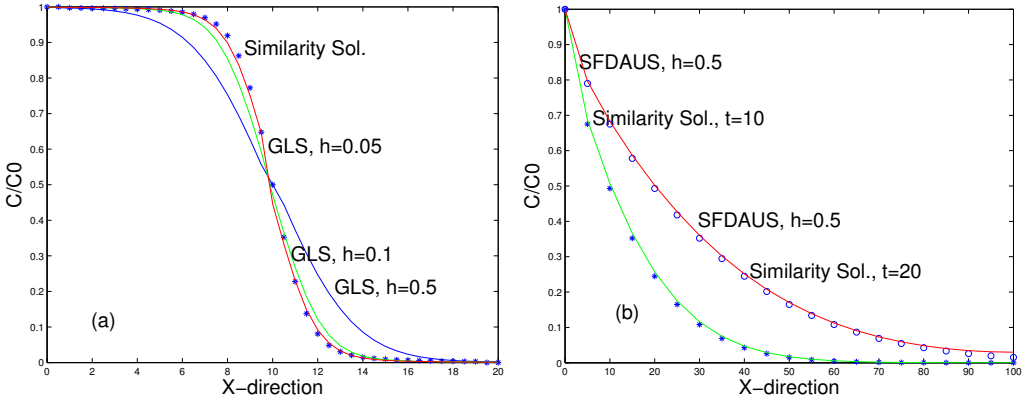 1
0.9
0.8
0.7
0.6
0.5
0.4
0.3
0.2
0.1
0
C/C0
Similarity Sol.
GLS, h=0.05
GLS, h=0.1
GLS, h=0.5
(a)
0 2 4 6 8 10 12 14 16 18 20
X-direction
1
0.9
0.8
0.7
0.6
0.5
0.4
0.3
0.2
0.1
0
C/C0
SFDAUS, h=0.5
Similarity Sol., t=10
SFDAUS, h=0.5
Similarity Sol., t=20
(b)
0 10 20 30 40 50 60 70 80 90 100
X-direction